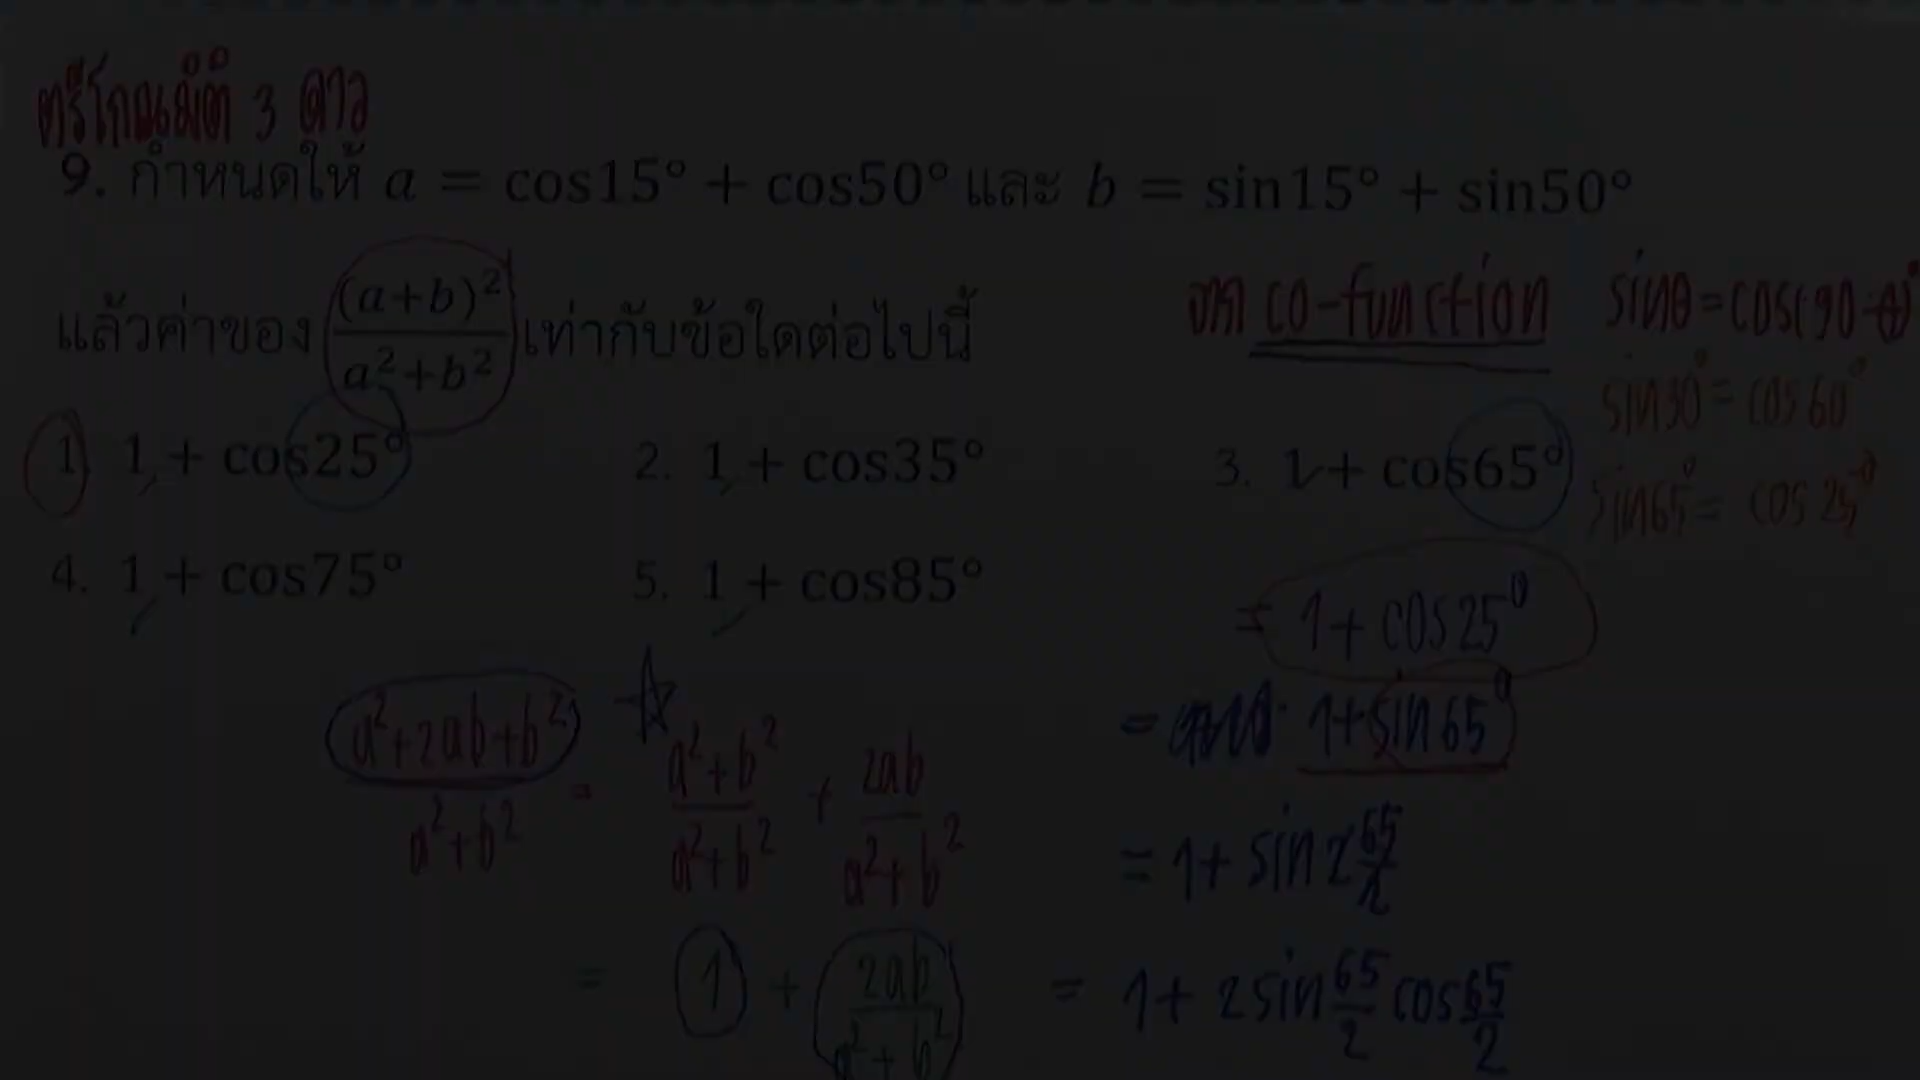 ตรีโกณมิติ 3 ดาว
9. กำหนดให้ a = cos15° + cos50° และ b = sin15° + sin50°
แล้วค่าของ (a+b)²/(a²+b²) เท่ากับข้อใดต่อไปนี้
จาก co-function sinθ = cos(90-θ)°
sin30° = cos60°
1 1 + cos25° 2. 1 + cos35° 3. 1 + cos65°
sin65° = cos25°
4. 1 + cos75° 5. 1 + cos85°
= 1+cos25°
(a²+2ab+b²)/(a²+b²) = (a²+b²)/(a²+b²) + 2ab/(a²+b²)
= 1+sin65°
= 1+sin2 65/2
= 1 + 2ab/(a²+b²)
= 1+2sin 65/2 cos 65/2